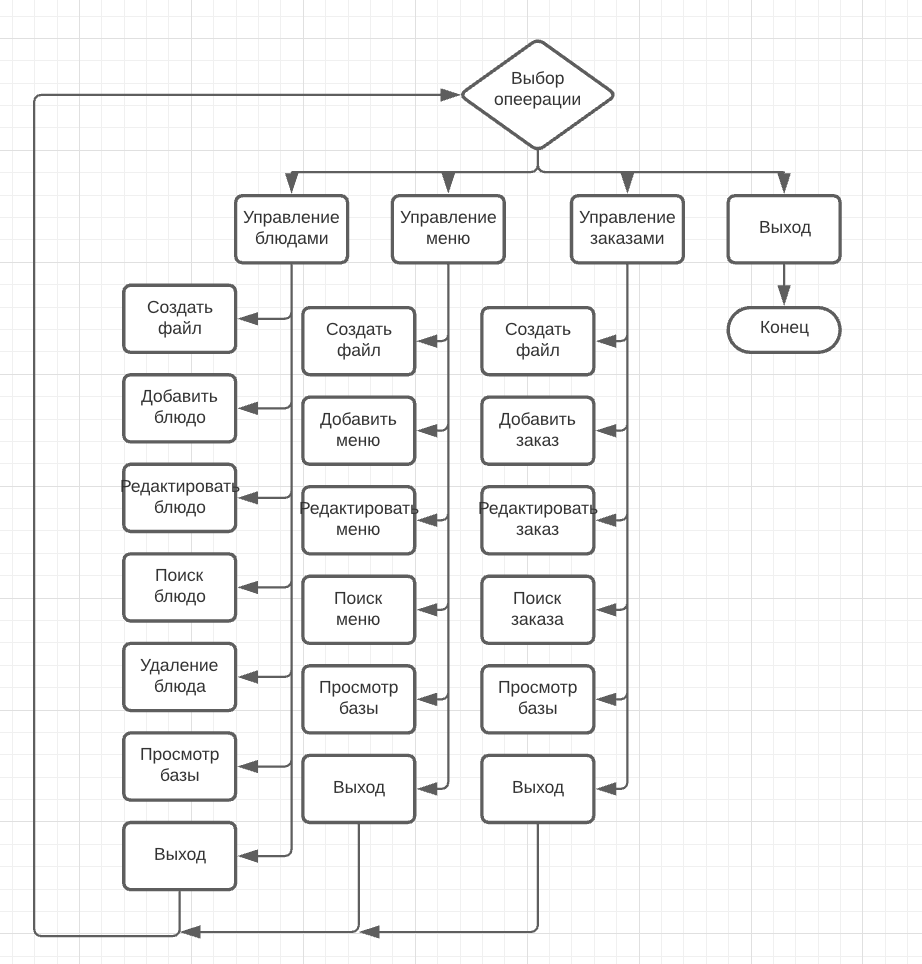 Выбор
опеерации
Управление
блюдами
Управление
меню
Управление
заказами
Выход
Создать
файл
Добавить
блюдо
Редактировать
блюдо
Поиск
блюдо
Удаление
блюда
Просмотр
базы
Выход
Создать
файл
Добавить
меню
Редактировать
меню
Поиск
меню
Просмотр
базы
Выход
Создать
файл
Добавить
заказ
Редактировать
заказ
Поиск
заказа
Просмотр
базы
Выход
Конец